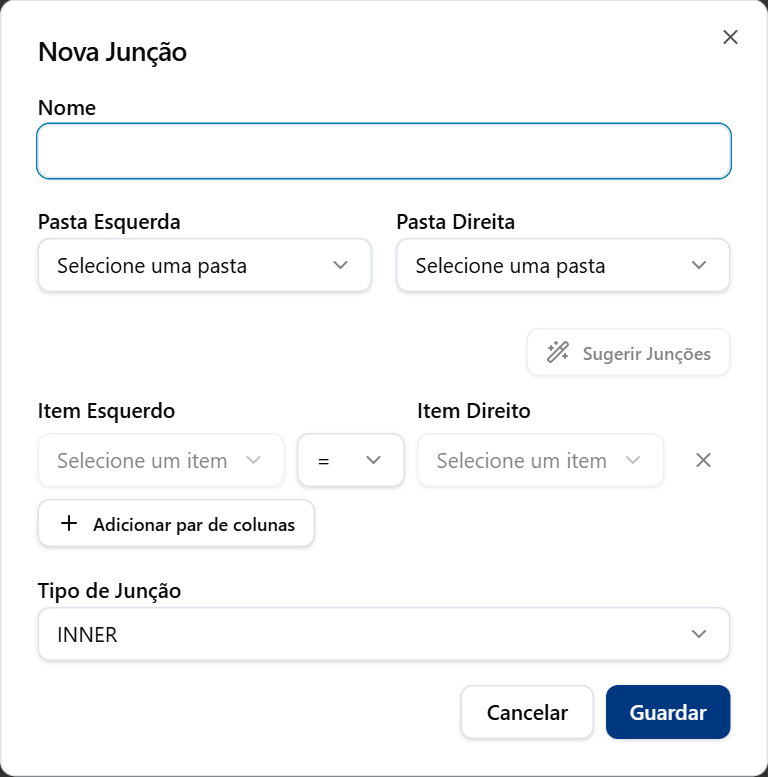 Nova Junção
Nome
Pasta Esquerda Pasta Direita
Selecione uma pasta Selecione uma pasta
Sugerir Junções
Item Esquerdo Item Direito
Selecione um item = Selecione um item
Adicionar par de colunas
Tipo de Junção
INNER
Cancelar Guardar